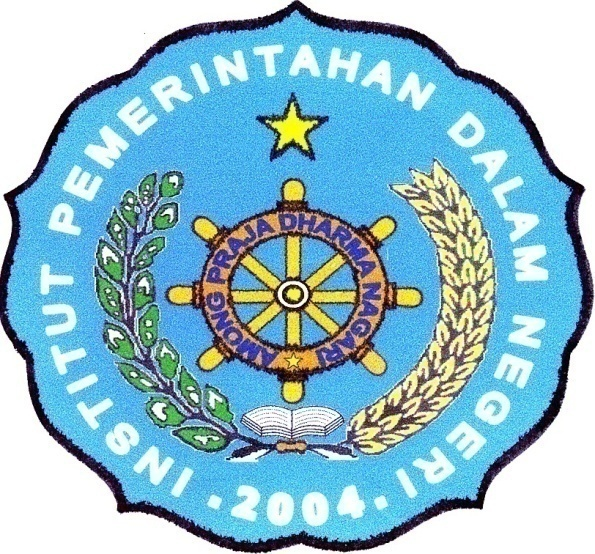 INSTITUT PEMERINTAHAN DALAM NEGERI
AMONG PRAJA DHARMA NAGARI
. 2004 .